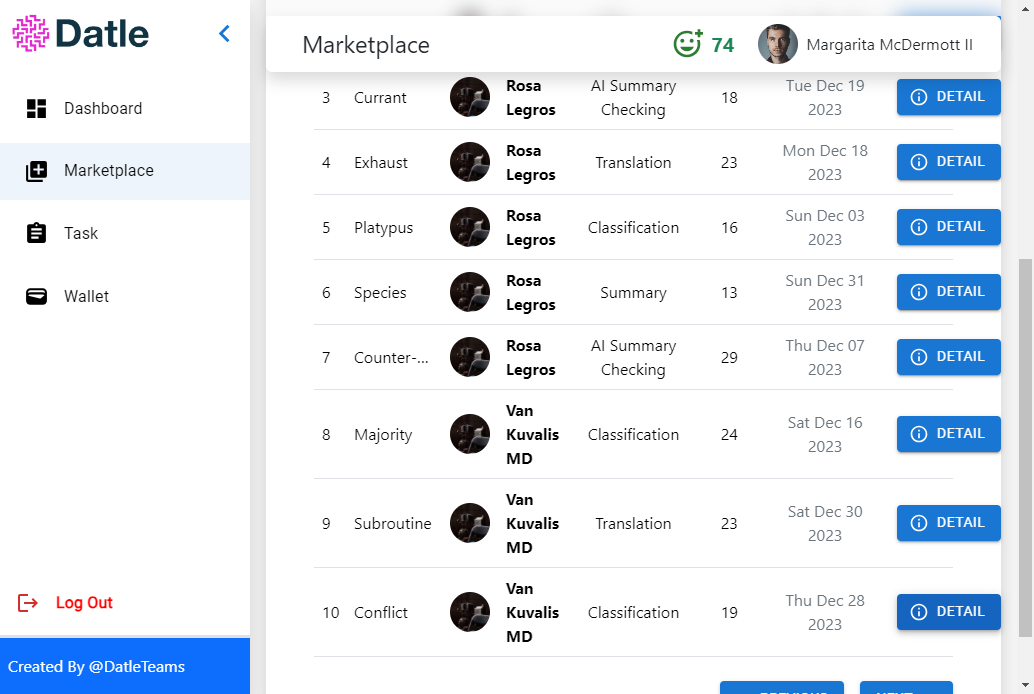 Datle
Marketplace
74
Margarita McDermott II
Dashboard
Marketplace
Task
Wallet
Log Out
Created By @DatleTeams
3 Currant Rosa Legros AI Summary Checking 18 Tue Dec 19 2023 DETAIL
4 Exhaust Rosa Legros Translation 23 Mon Dec 18 2023 DETAIL
5 Platypus Rosa Legros Classification 16 Sun Dec 03 2023 DETAIL
6 Species Rosa Legros Summary 13 Sun Dec 31 2023 DETAIL
7 Counter-... Rosa Legros AI Summary Checking 29 Thu Dec 07 2023 DETAIL
8 Majority Van Kuvalis MD Classification 24 Sat Dec 16 2023 DETAIL
9 Subroutine Van Kuvalis MD Translation 23 Sat Dec 30 2023 DETAIL
10 Conflict Van Kuvalis MD Classification 19 Thu Dec 28 2023 DETAIL